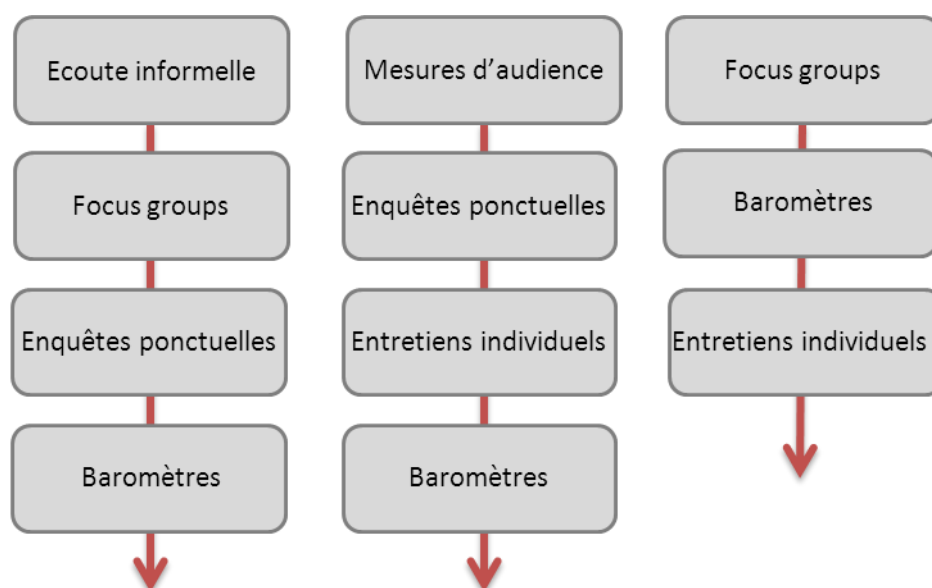 Ecoute informelle
Focus groups
Enquêtes ponctuelles
Baromètres
Mesures d’audience
Enquêtes ponctuelles
Entretiens individuels
Baromètres
Focus groups
Baromètres
Entretiens individuels